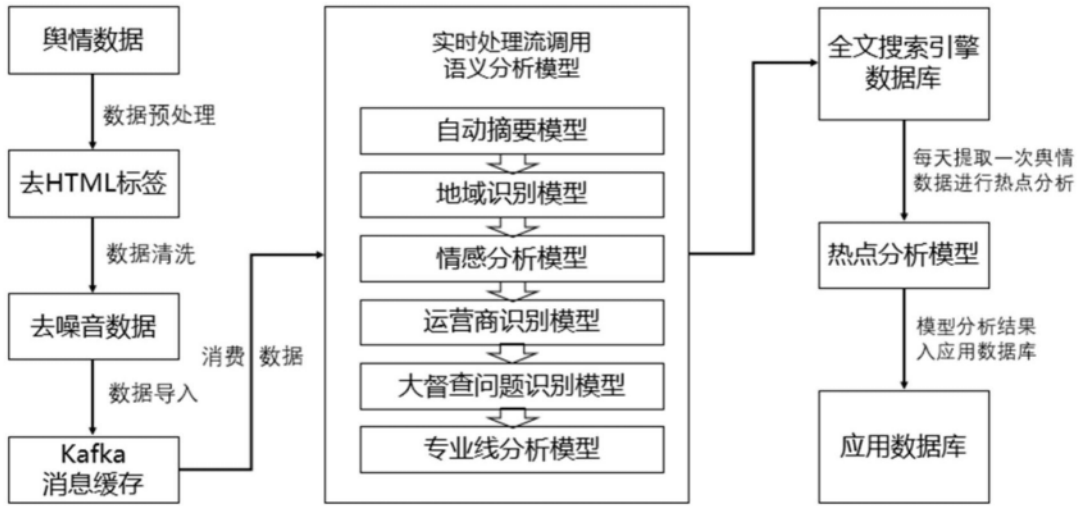 舆情数据
数据预处理
去HTML标签
数据清洗
去噪音数据
数据导入
Kafka
消息缓存
消费 数据
实时处理流调用
语义分析模型
自动摘要模型
地域识别模型
情感分析模型
运营商识别模型
大督查问题识别模型
专业线分析模型
全文搜索引擎
数据库
每天提取一次舆情
数据进行热点分析
热点分析模型
模型分析结果
入应用数据库
应用数据库